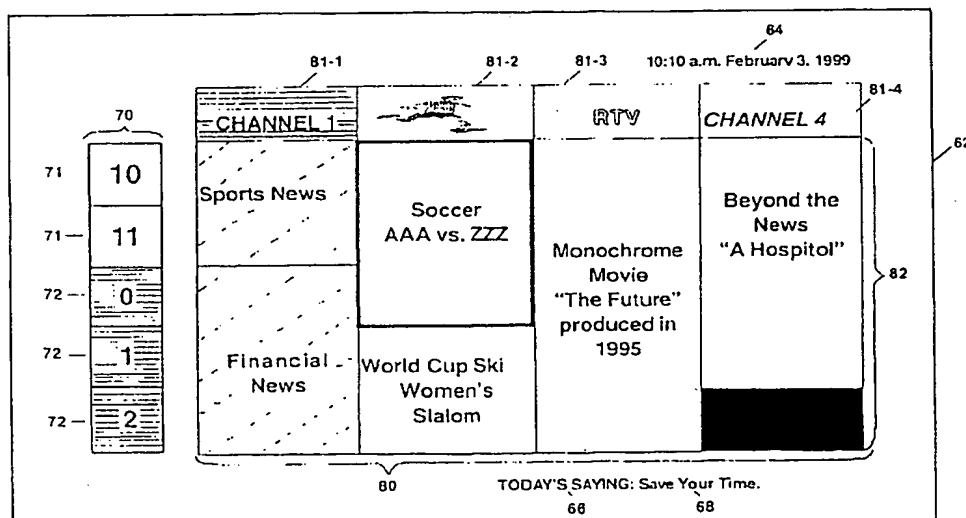 64
81-1
81-2
81-3
10:10 a.m. February 3, 1999
81-4
70
CHANNEL 1
RTV
CHANNEL 4
62
71
10
Sports News
Soccer
AAA vs. ZZZ
Beyond the
News
"A Hospitol"
71
11
Monochrome
Movie
"The Future"
produced in
1995
82
72
0
72
1
Financial
News
World Cup Ski
Women's
Slalom
72
2
80
TODAY'S SAYING: Save Your Time.
66
68